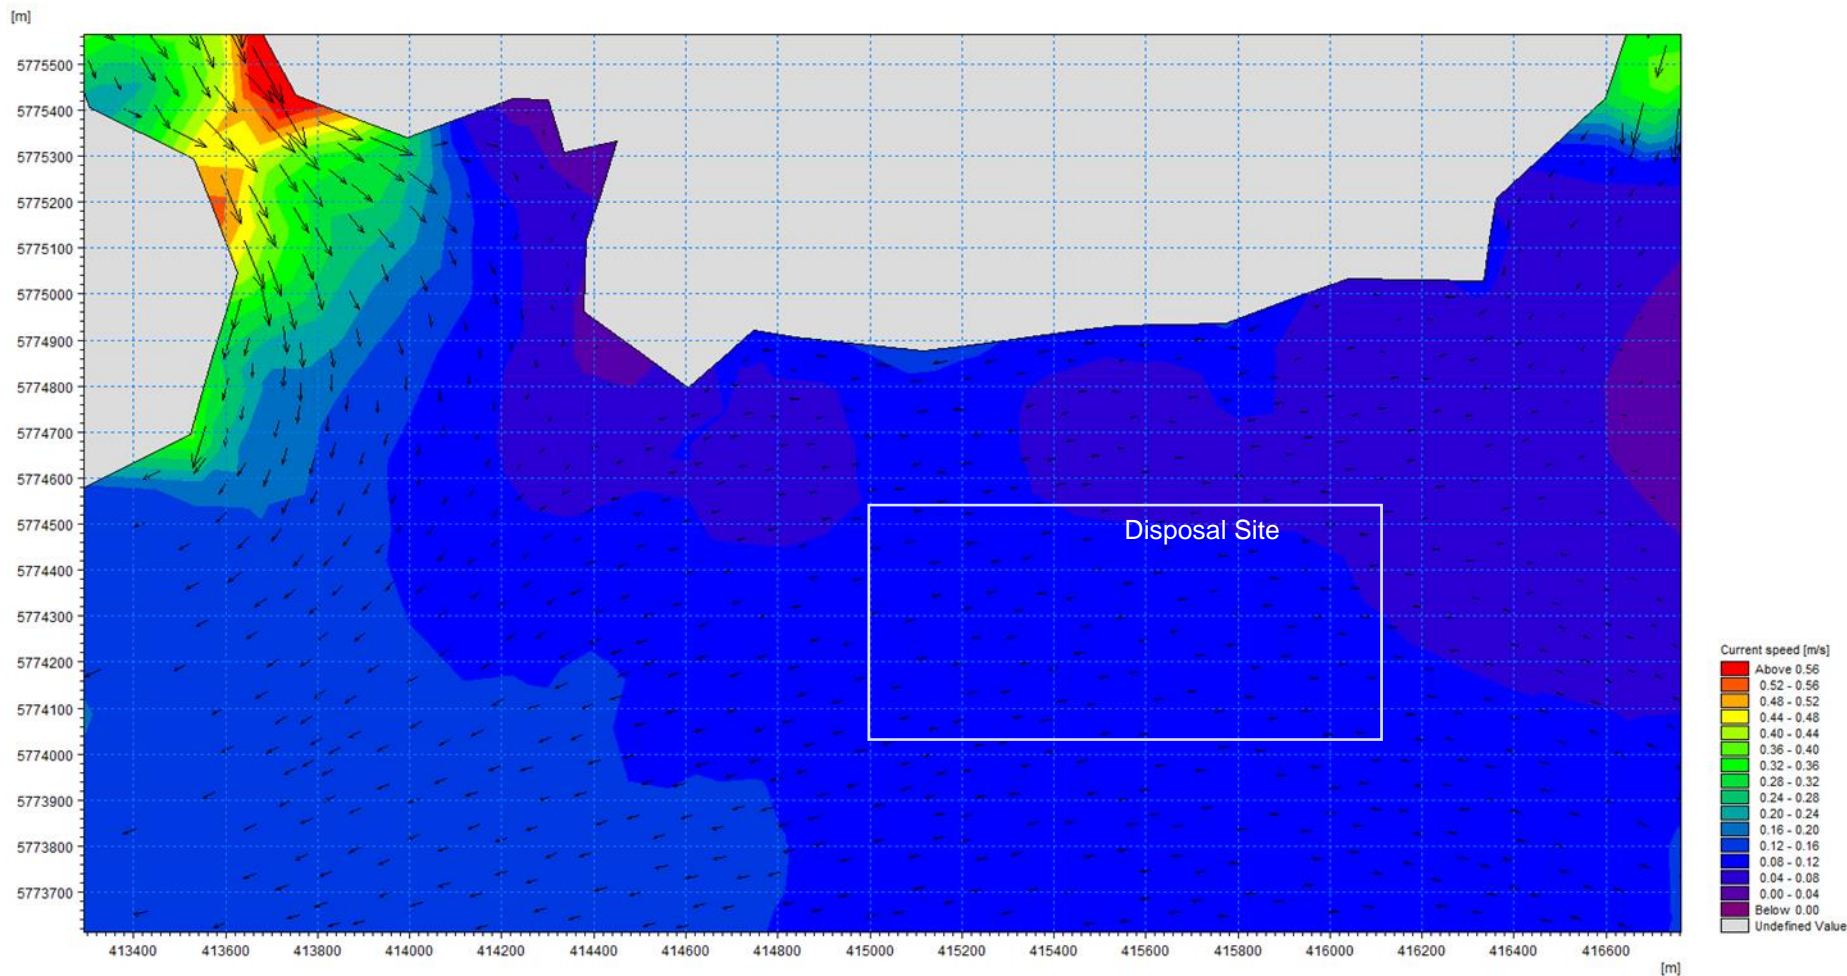 [m]
5775500
5775400
5775300
5775200
5775100
5775000
5774900
5774800
5774700
5774600
5774500
5774400
5774300
5774200
5774100
5774000
5773900
5773800
5773700
Disposal Site
413400 413600 413800 414000 414200 414400 414600 414800 415000 415200 415400 415600 415800 416000 416200 416400 416600
[m]
Current speed [m/s]
Above 0.56
0.52 - 0.56
0.48 - 0.52
0.44 - 0.48
0.40 - 0.44
0.36 - 0.40
0.32 - 0.36
0.28 - 0.32
0.24 - 0.28
0.20 - 0.24
0.16 - 0.20
0.12 - 0.16
0.08 - 0.12
0.04 - 0.08
0.00 - 0.04
Below 0.00
Undefined Value